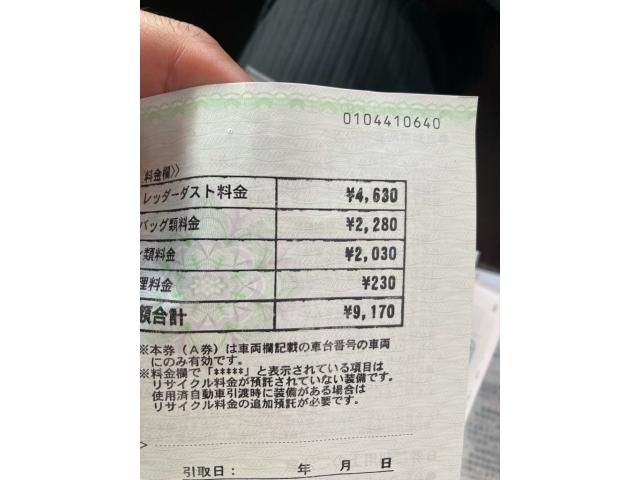 0104410640
料金欄》
レッダーダスト料金 ¥4,630
バッグ類料金 ¥2,280
類料金 ¥2,030
理料金 ¥230
額合計 ¥9,170
※本券（A券）は車両欄記載の車台番号の車両
にのみ有効です。
※料金欄で「*****」と表示されている項目は
リサイクル料金が預託されていない装備です。
使用済自動車引渡時に装備がある場合は
リサイクル料金の追加預託が必要です。
引取日： 年 月 日